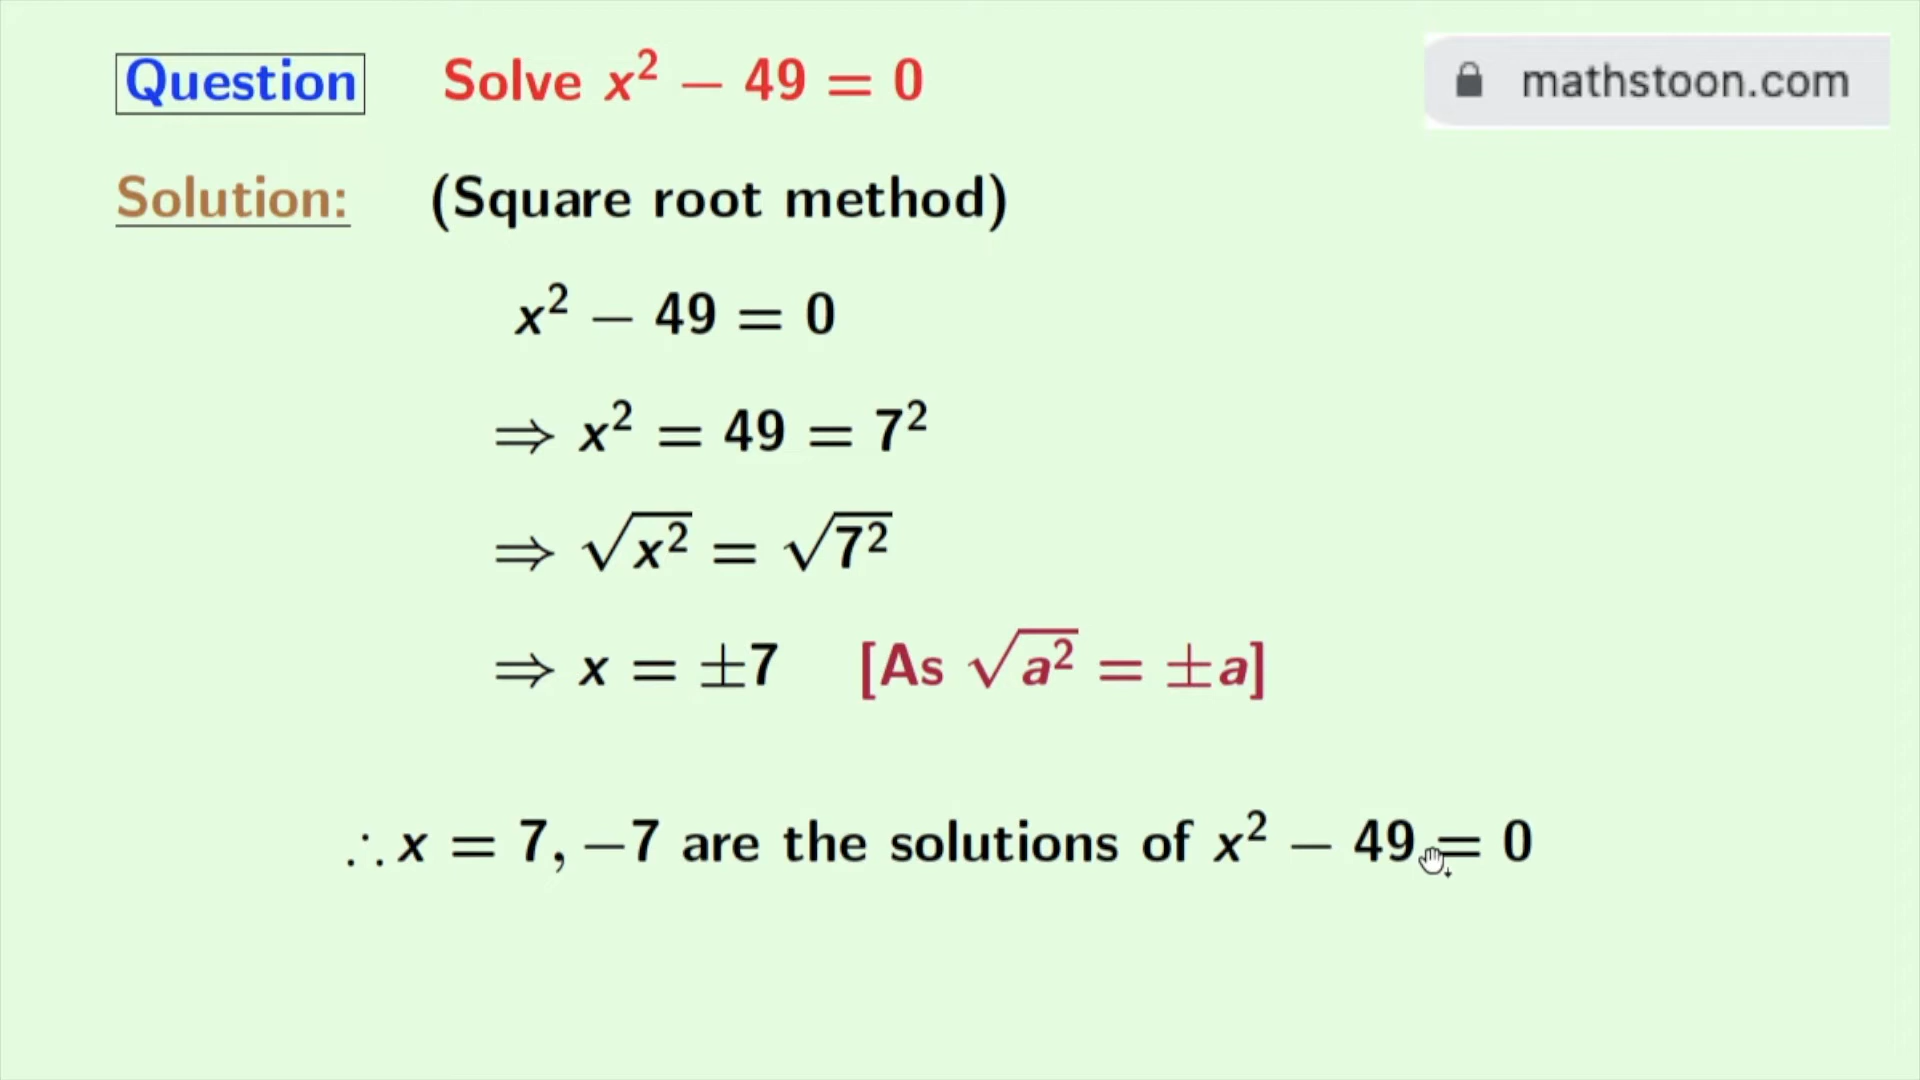 Question Solve x² − 49 = 0
mathstoon.com
Solution: (Square root method)
x² − 49 = 0
⇒ x² = 49 = 7²
⇒ √x² = √7²
⇒ x = ±7 [As √a² = ±a]
∴ x = 7, −7 are the solutions of x² − 49 = 0